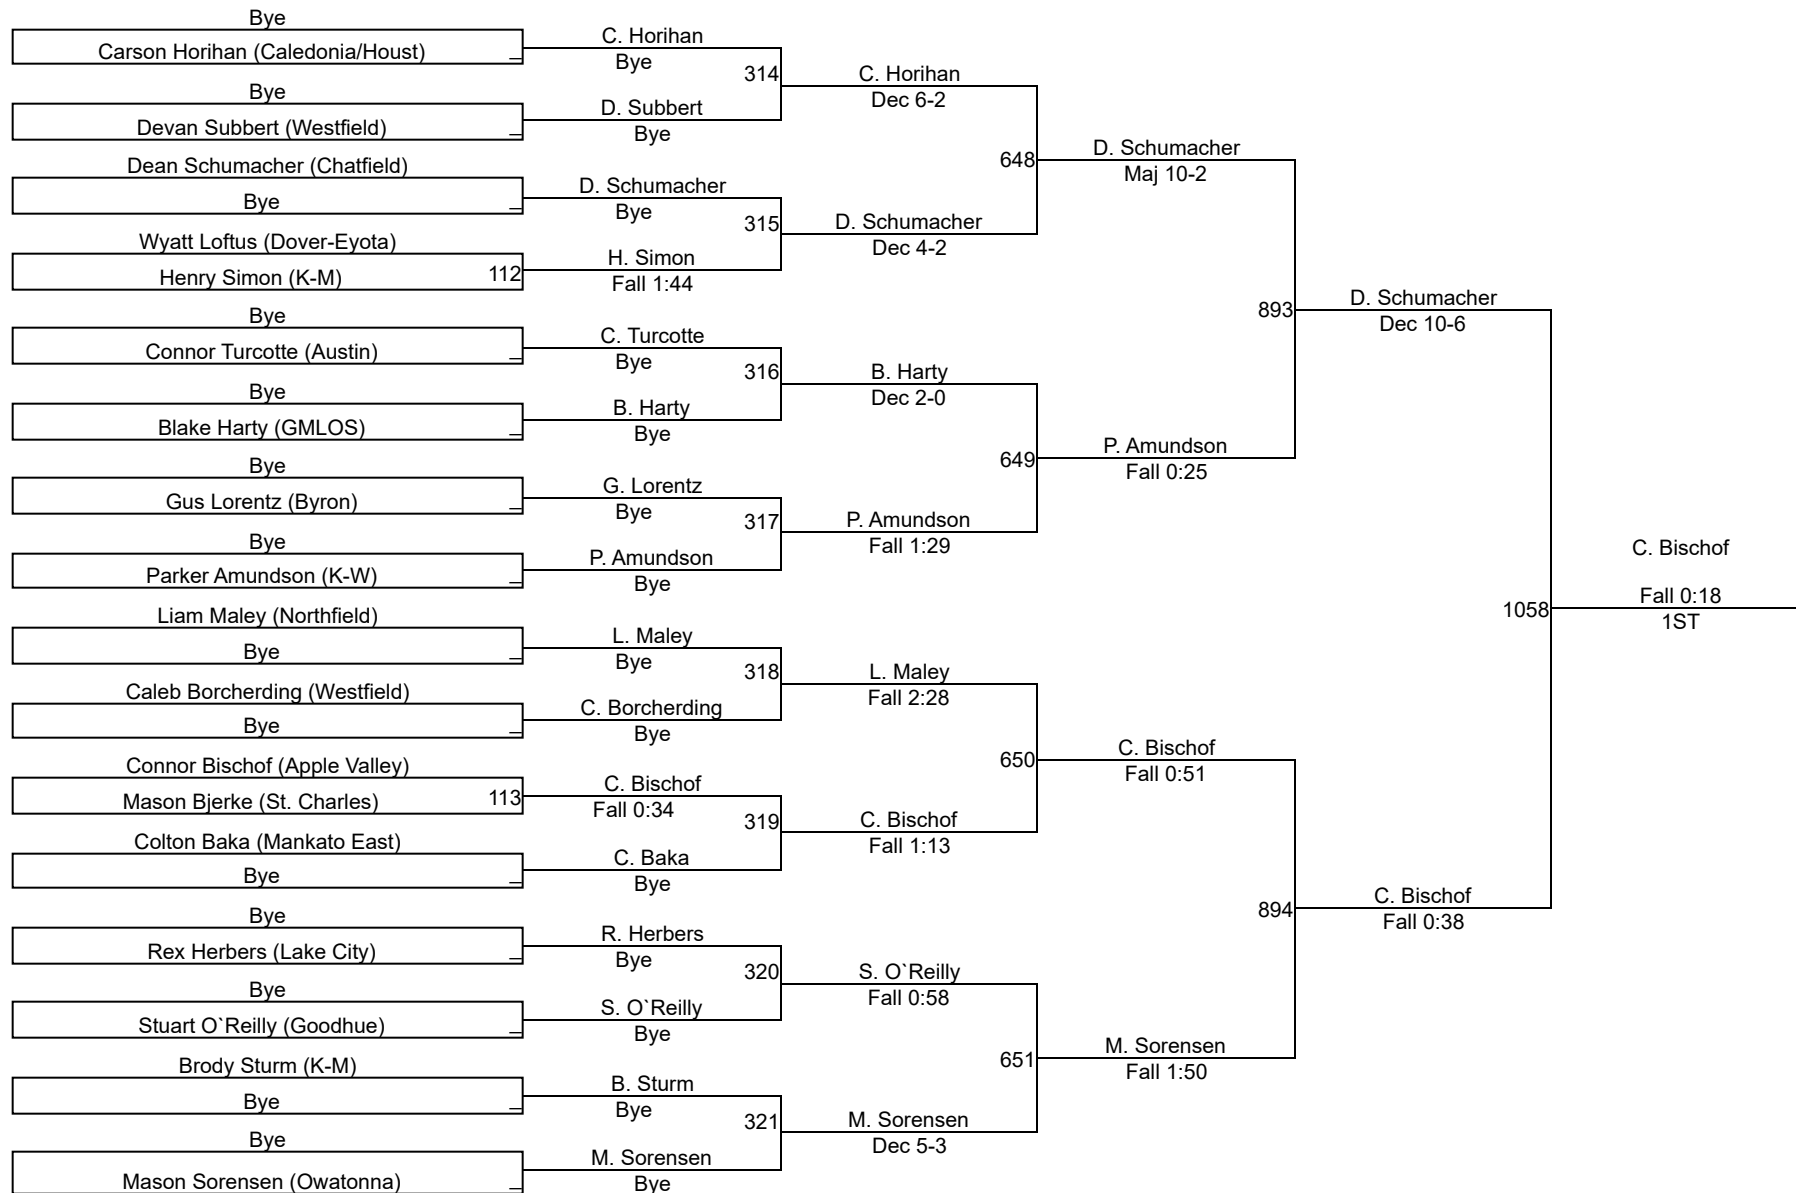 Bye
Carson Horihan (Caledonia/Houst)
Bye
Devan Subbert (Westfield)
Dean Schumacher (Chatfield)
Bye
Wyatt Loftus (Dover-Eyota)
Henry Simon (K-M) 112
Bye
Connor Turcotte (Austin)
Bye
Blake Harty (GMLOS)
Bye
Gus Lorentz (Byron)
Bye
Parker Amundson (K-W)
Liam Maley (Northfield)
Bye
Caleb Borcherding (Westfield)
Bye
Connor Bischof (Apple Valley)
Mason Bjerke (St. Charles) 113
Colton Baka (Mankato East)
Bye
Bye
Rex Herbers (Lake City)
Bye
Stuart O`Reilly (Goodhue)
Brody Sturm (K-M)
Bye
Bye
Mason Sorensen (Owatonna)
C. Horihan
Bye
314
D. Subbert
Bye
D. Schumacher
Bye
315
H. Simon
Fall 1:44
C. Turcotte
Bye
316
B. Harty
Bye
G. Lorentz
Bye
317
P. Amundson
Bye
L. Maley
Bye
318
C. Borcherding
Bye
C. Bischof
Fall 0:34
319
C. Baka
Bye
R. Herbers
Bye
320
S. O`Reilly
Bye
B. Sturm
Bye
321
M. Sorensen
Bye
C. Horihan
Dec 6-2
648
D. Schumacher
Dec 4-2
B. Harty
Dec 2-0
649
P. Amundson
Fall 1:29
L. Maley
Fall 2:28
650
C. Bischof
Fall 1:13
S. O`Reilly
Fall 0:58
651
M. Sorensen
Dec 5-3
D. Schumacher
Maj 10-2
893
P. Amundson
Fall 0:25
C. Bischof
Fall 0:51
894
M. Sorensen
Fall 1:50
D. Schumacher
Dec 10-6
1058
C. Bischof
Fall 0:38
C. Bischof
Fall 0:18
1ST